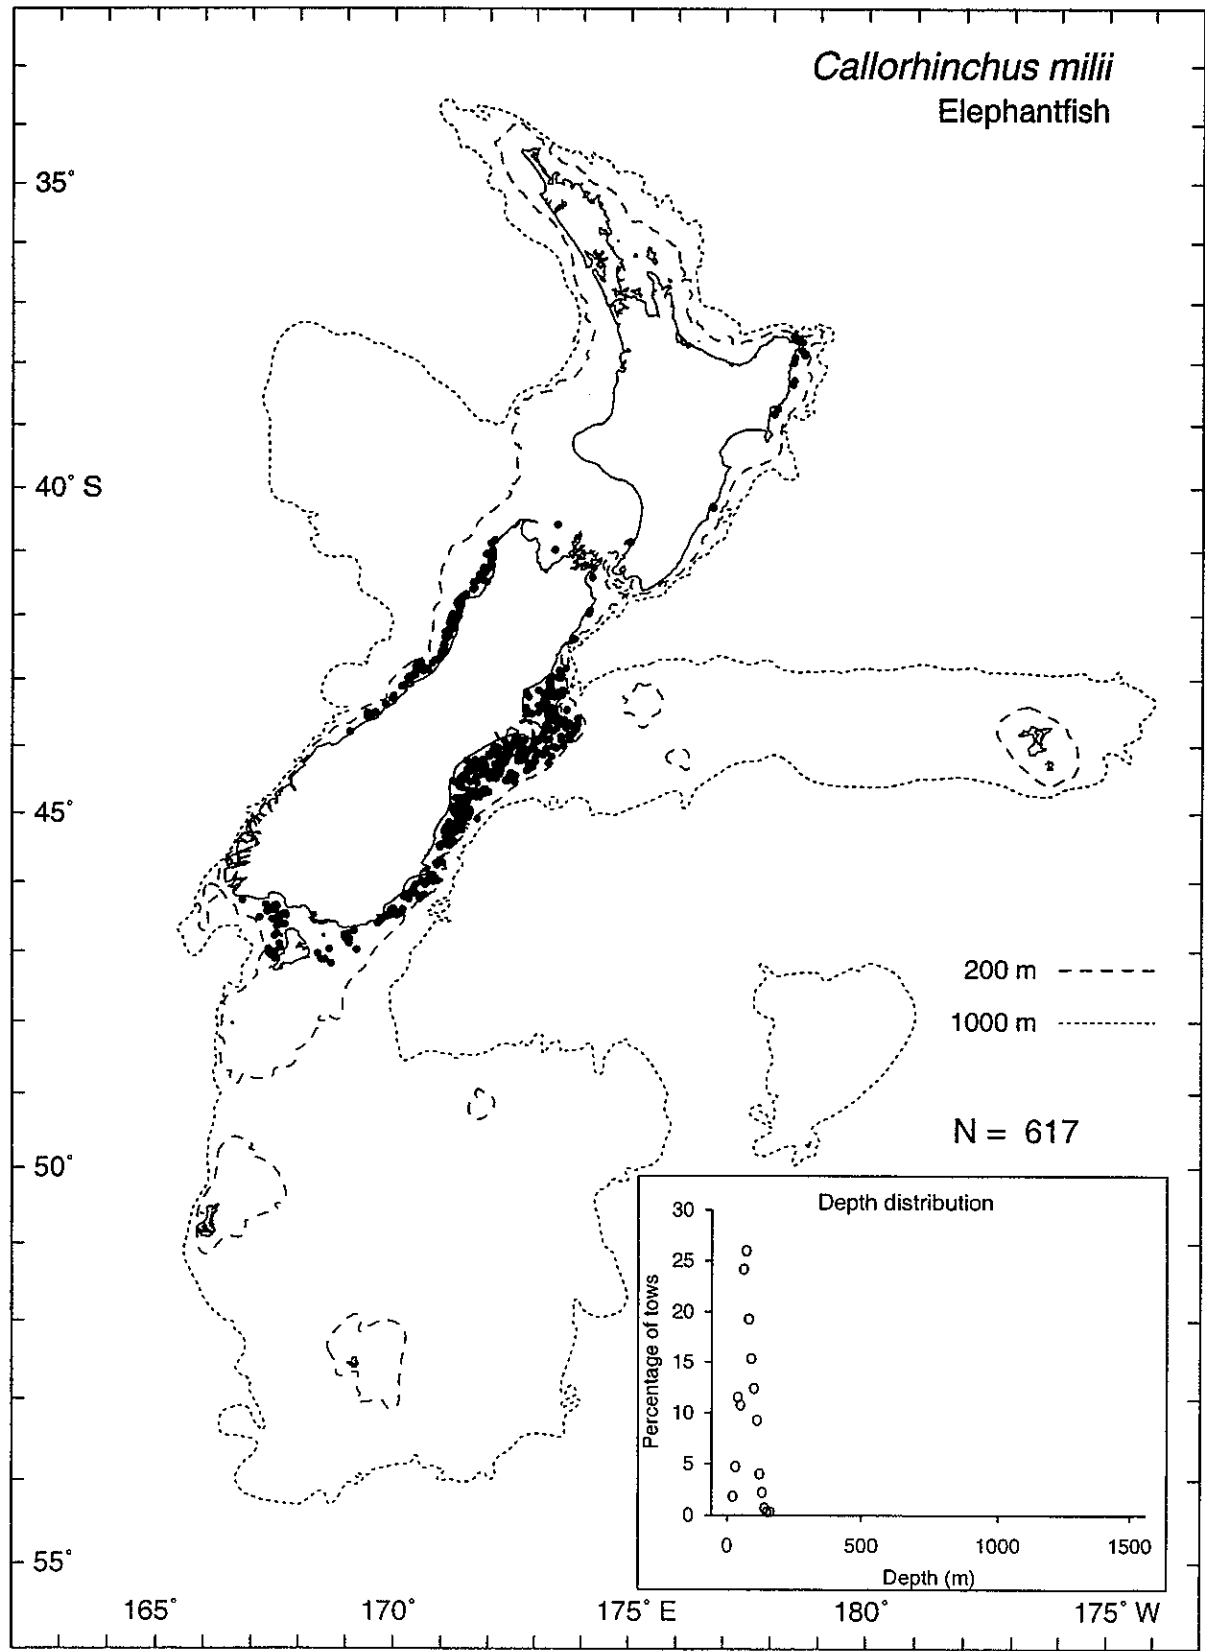 Callorhinchus milii
Elephantfish
35°
40° S
45°
50°
55°
200 m
1000 m
N = 617
Depth distribution
Percentage of tows
30
25
20
15
10
5
0
0 500 1000 1500
Depth (m)
165° 170° 175° E 180° 175° W